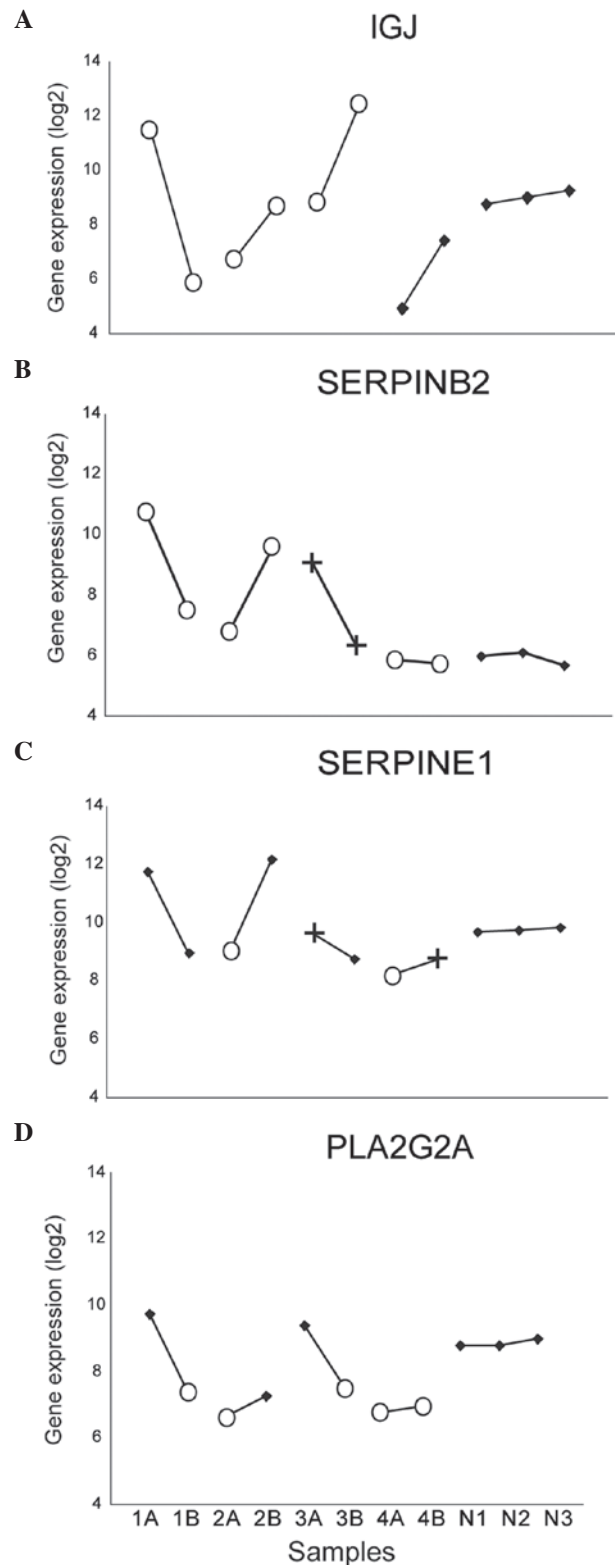 A
IGJ
Gene expression (log2)
14
12
10
8
6
4
B
SERPINB2
Gene expression (log2)
14
12
10
8
6
4
C
SERPINE1
Gene expression (log2)
14
12
10
8
6
4
D
PLA2G2A
Gene expression (log2)
14
12
10
8
6
4
1A 1B 2A 2B 3A 3B 4A 4B N1 N2 N3
Samples